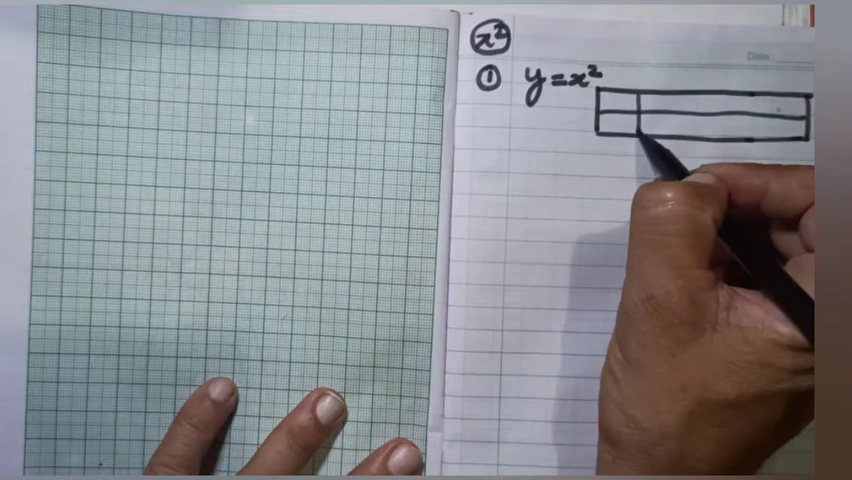 x²
Date
① y = x²